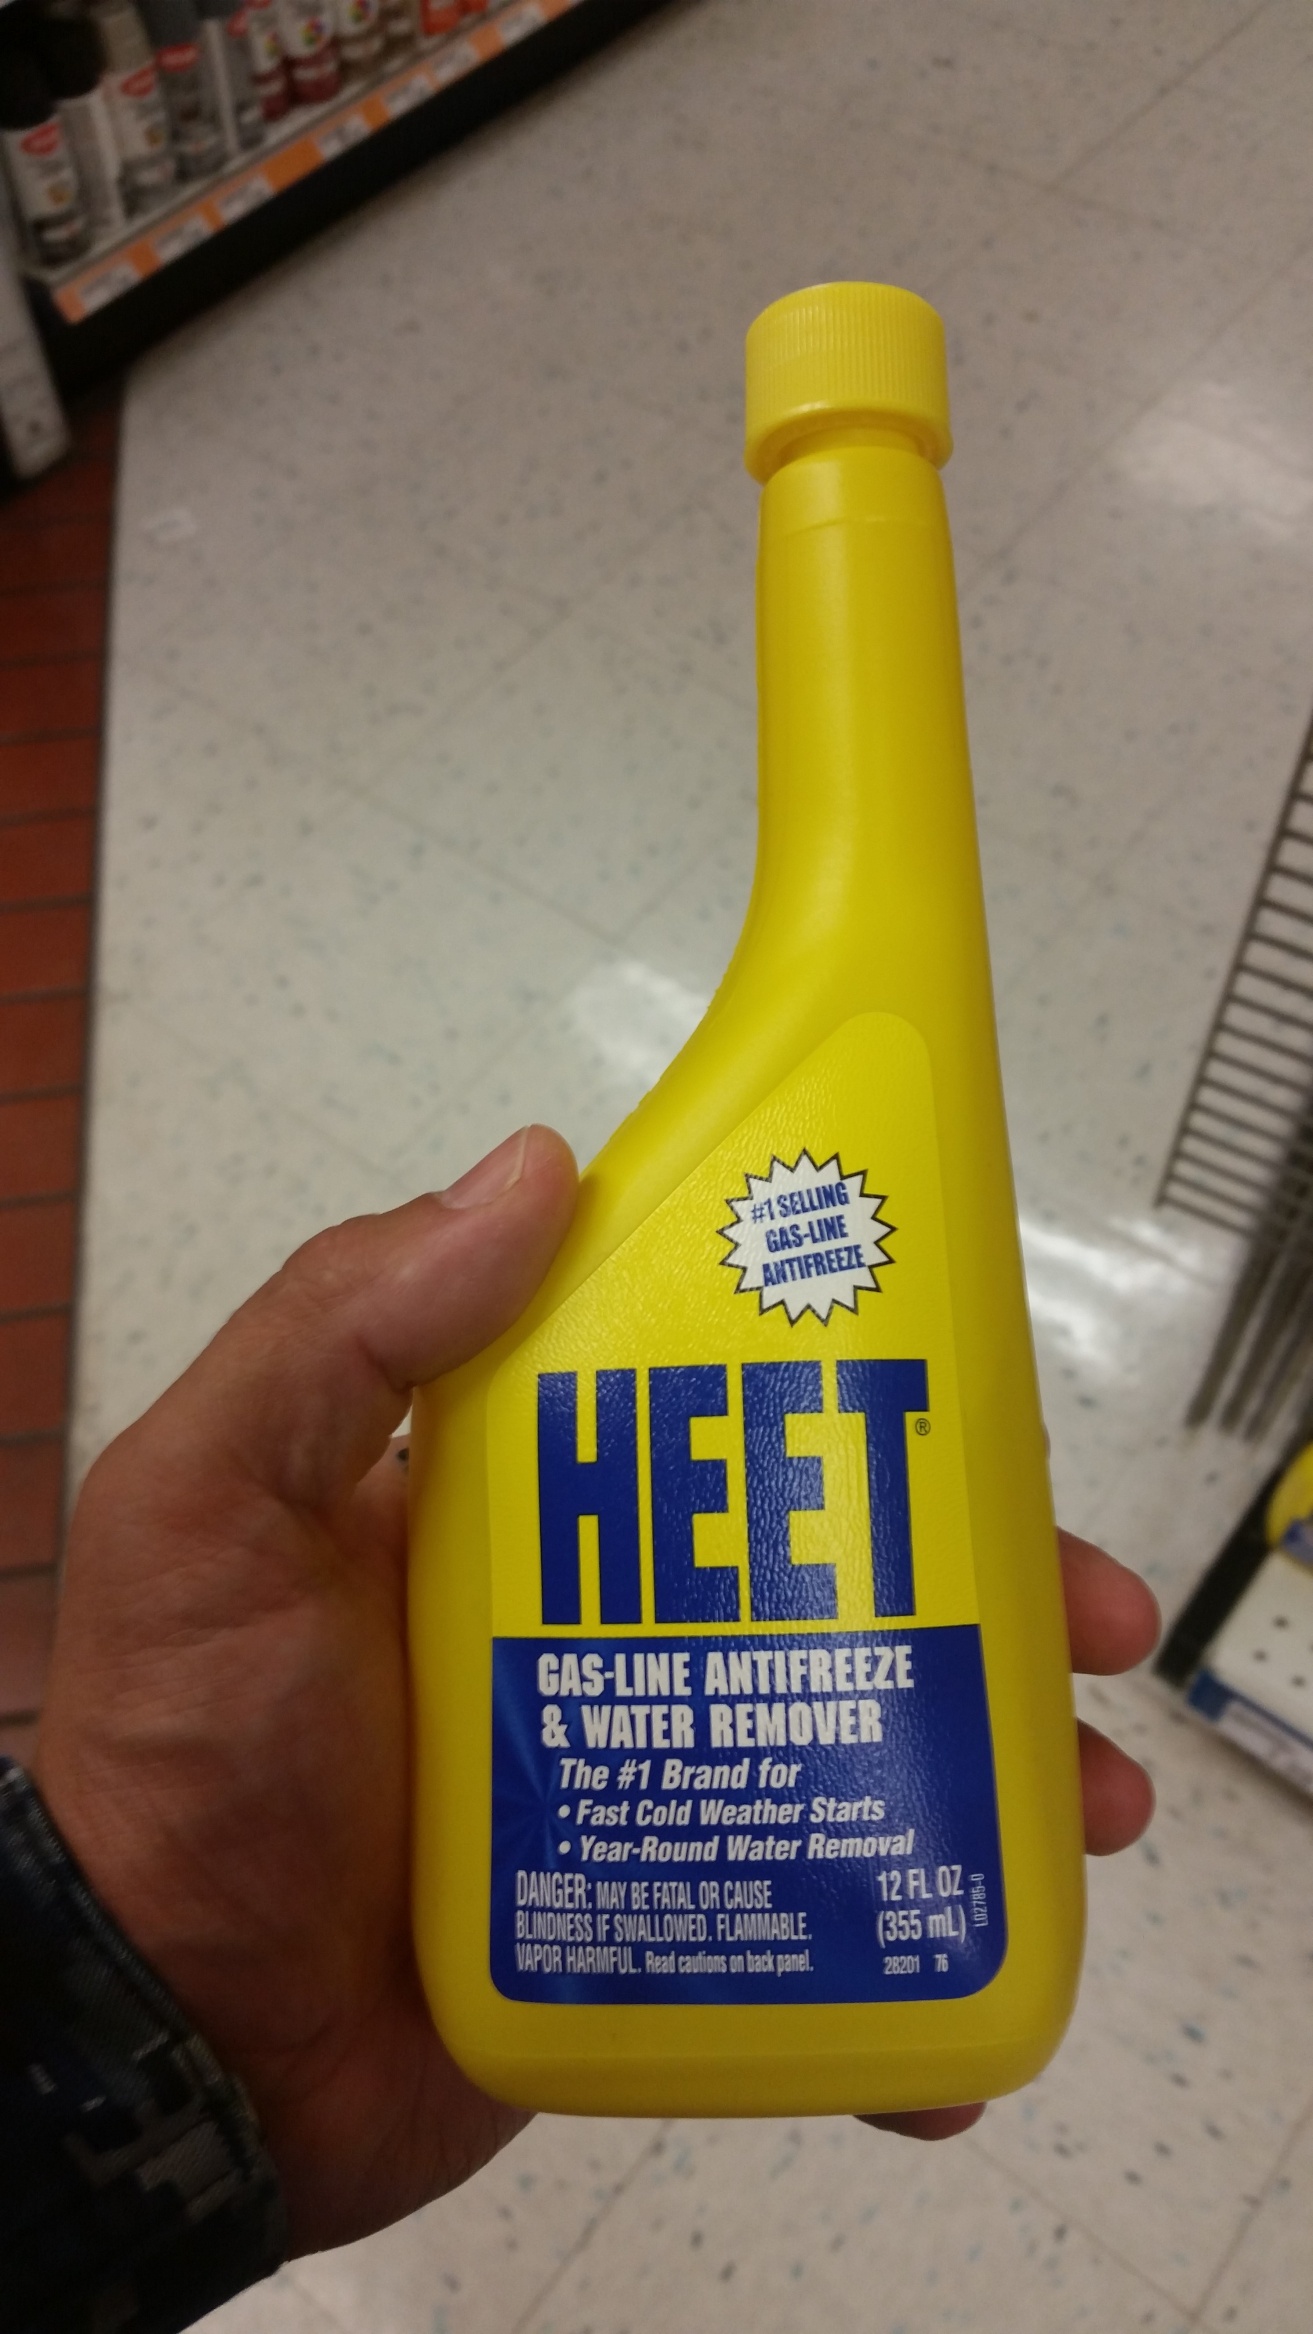 #1 SELLING
GAS-LINE
ANTIFREEZE
HEET®
GAS-LINE ANTIFREEZE
& WATER REMOVER
The #1 Brand for
• Fast Cold Weather Starts
• Year-Round Water Removal
DANGER: MAY BE FATAL OR CAUSE
BLINDNESS IF SWALLOWED. FLAMMABLE.
VAPOR HARMFUL. Read cautions on back panel.
12 FL OZ
(355 mL)
28201 76
L02785-0